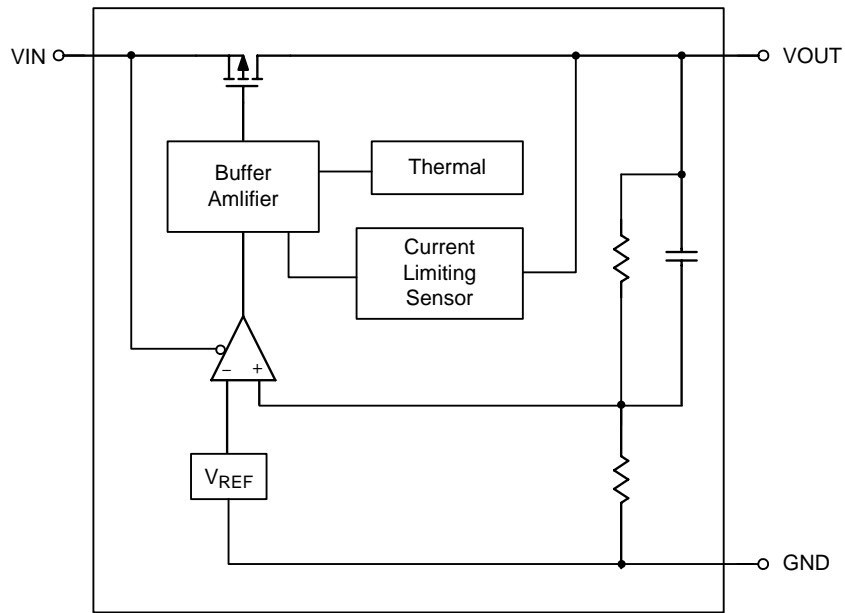 VIN
VOUT
Buffer
Amlifier
Thermal
Current
Limiting
Sensor
– +
VREF
GND